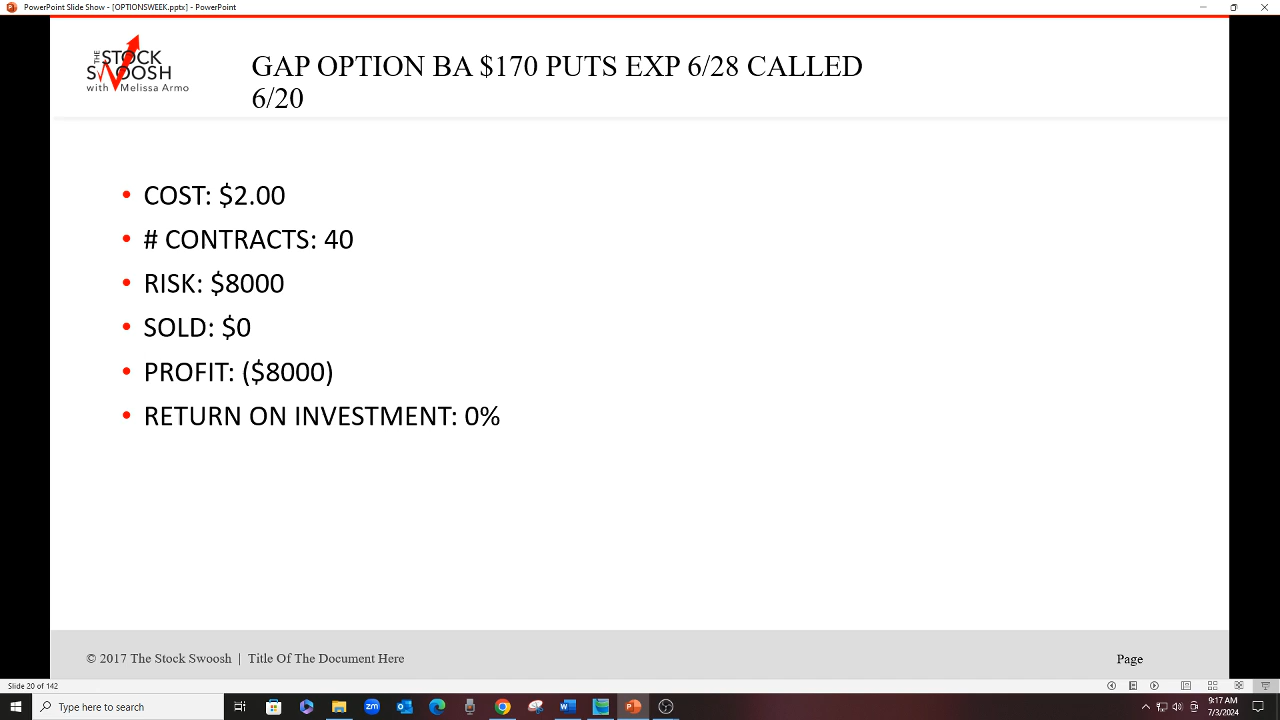 PowerPoint Slide Show - [OPTIONSWEEK.pptx] - PowerPoint
THE
STOCK
SWOOSH
with Melissa Armo
GAP OPTION BA $170 PUTS EXP 6/28 CALLED
6/20
• COST: $2.00
• # CONTRACTS: 40
• RISK: $8000
• SOLD: $0
• PROFIT: ($8000)
• RETURN ON INVESTMENT: 0%
© 2017 The Stock Swoosh | Title Of The Document Here
Page
Slide 20 of 142
Type here to search
9:17 AM
7/3/2024